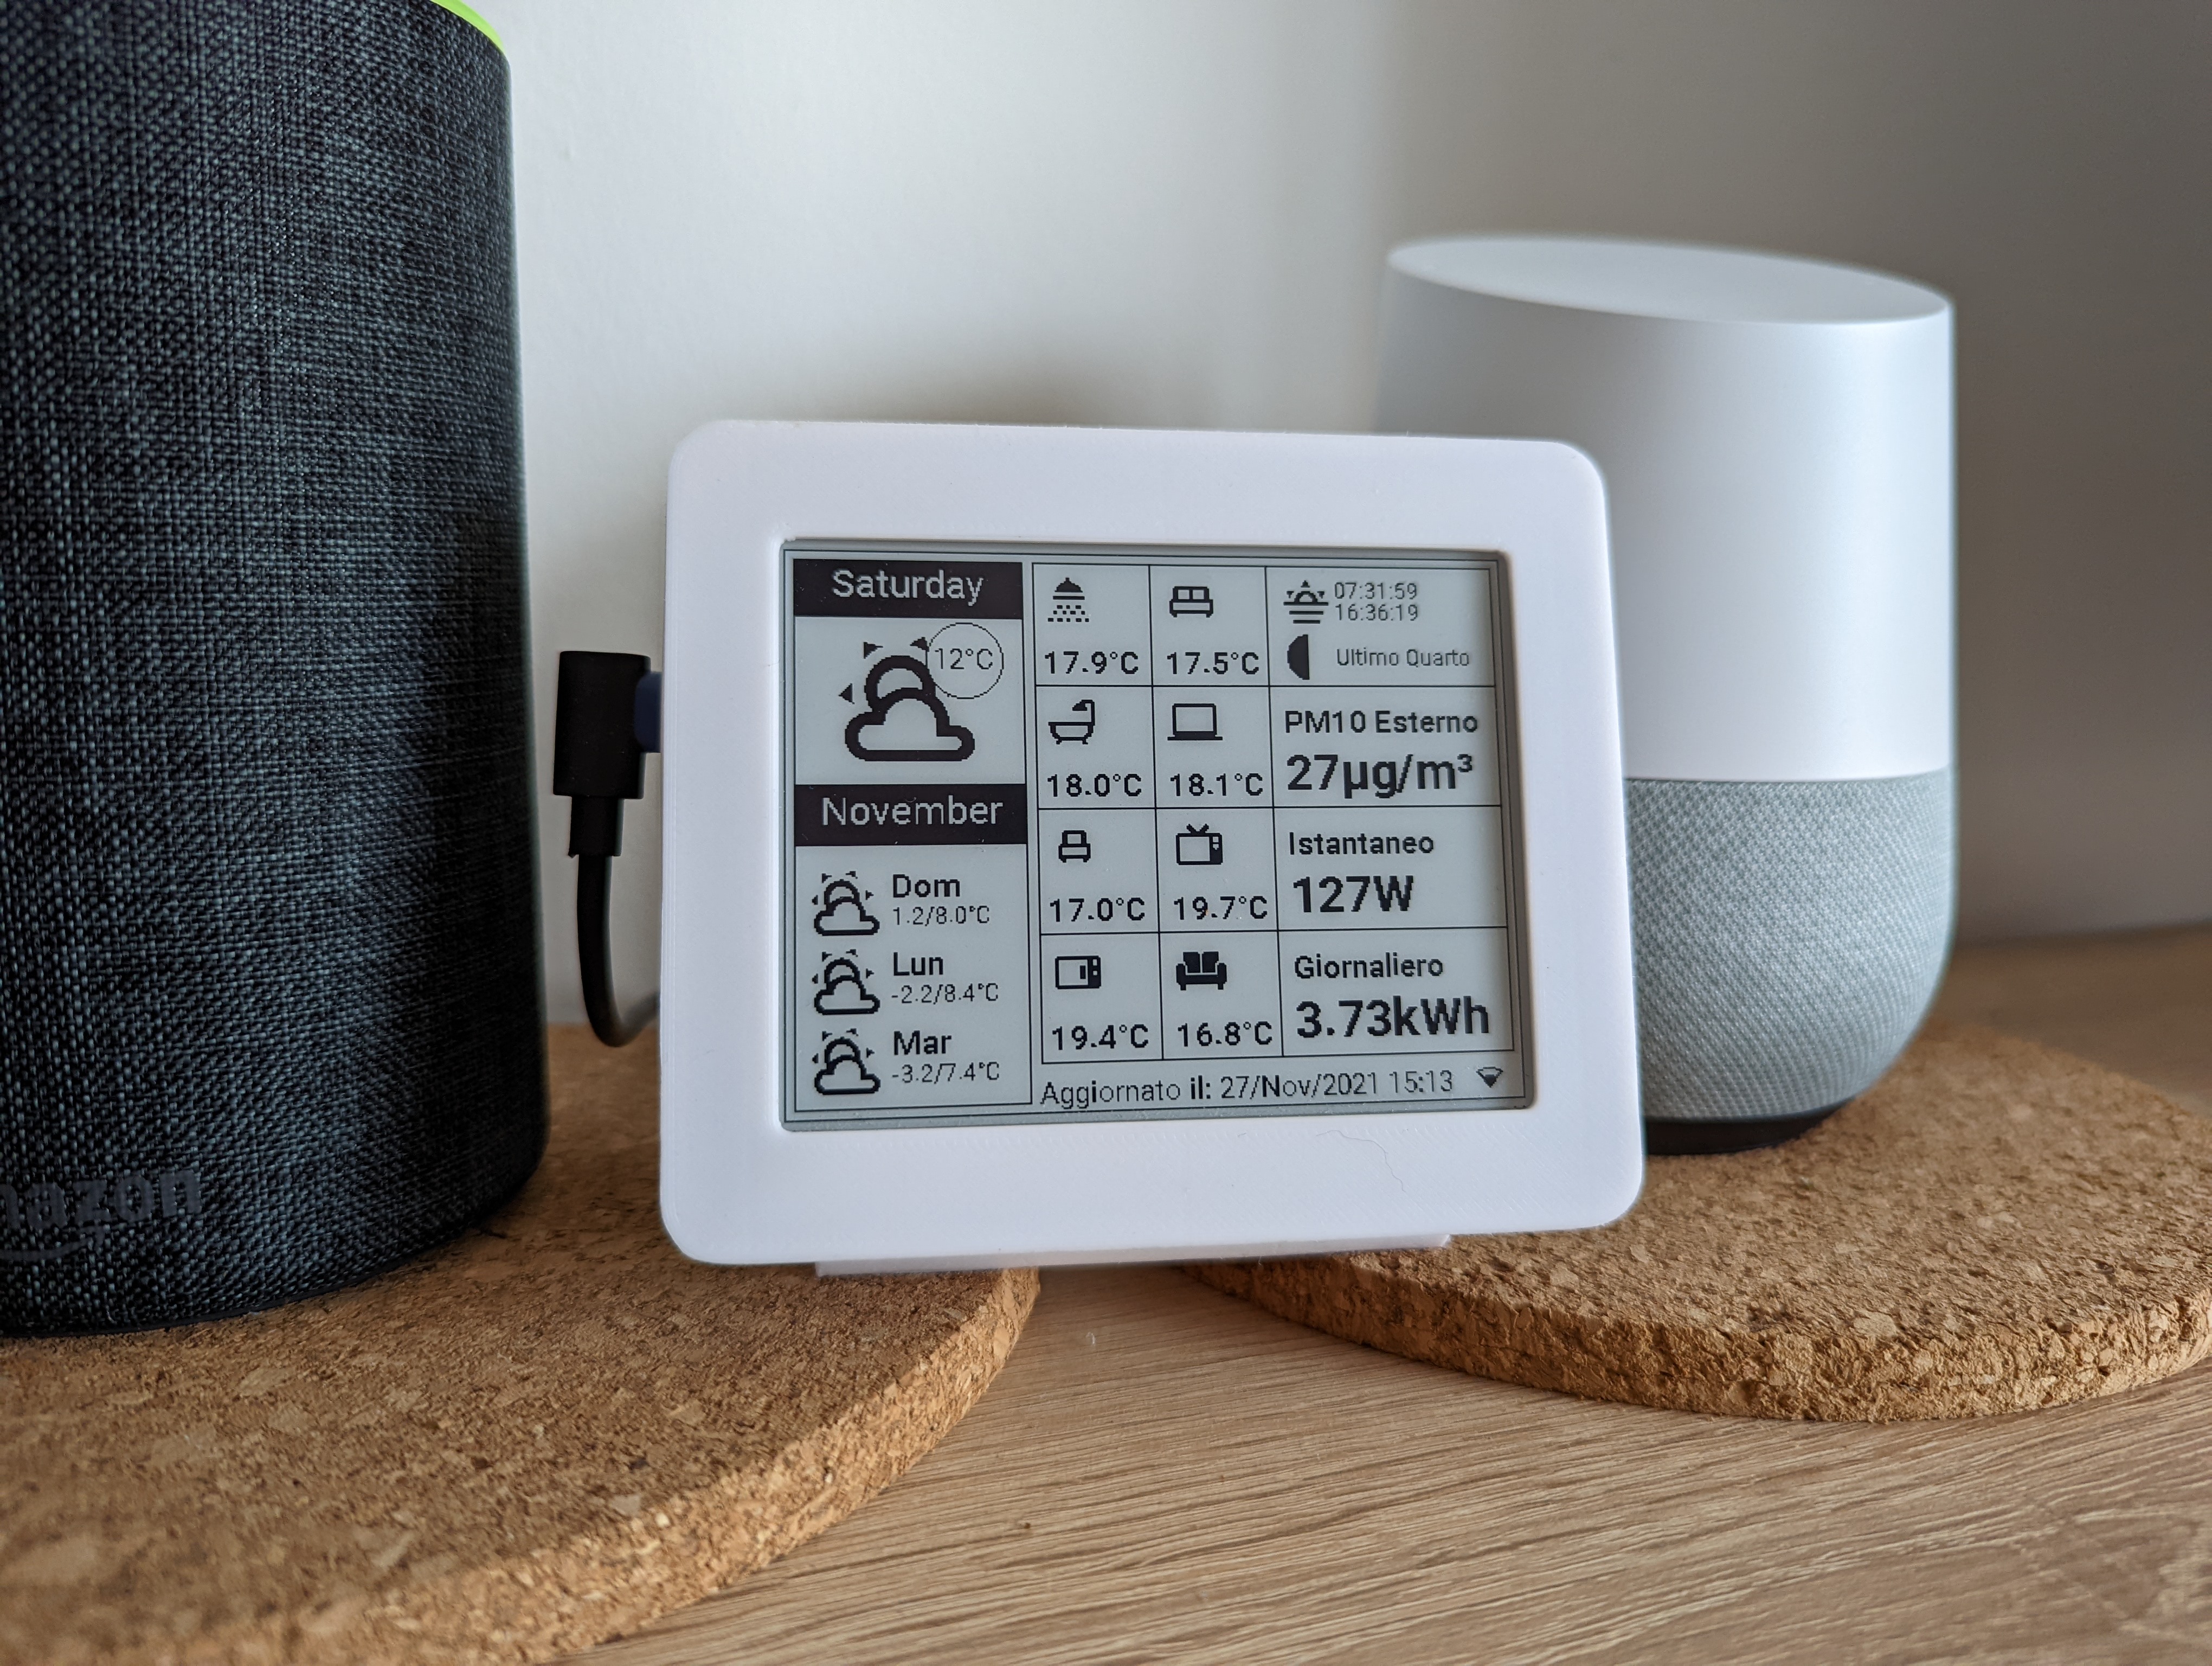 Saturday
12°C
November
Dom
1.2/8.0°C
Lun
-2.2/8.4°C
Mar
-3.2/7.4°C
17.9°C
17.5°C
07:31:59
16:36:19
Ultimo Quarto
18.0°C
18.1°C
PM10 Esterno
27µg/m³
17.0°C
19.7°C
Istantaneo
127W
19.4°C
16.8°C
Giornaliero
3.73kWh
Aggiornato il: 27/Nov/2021 15:13
amazon